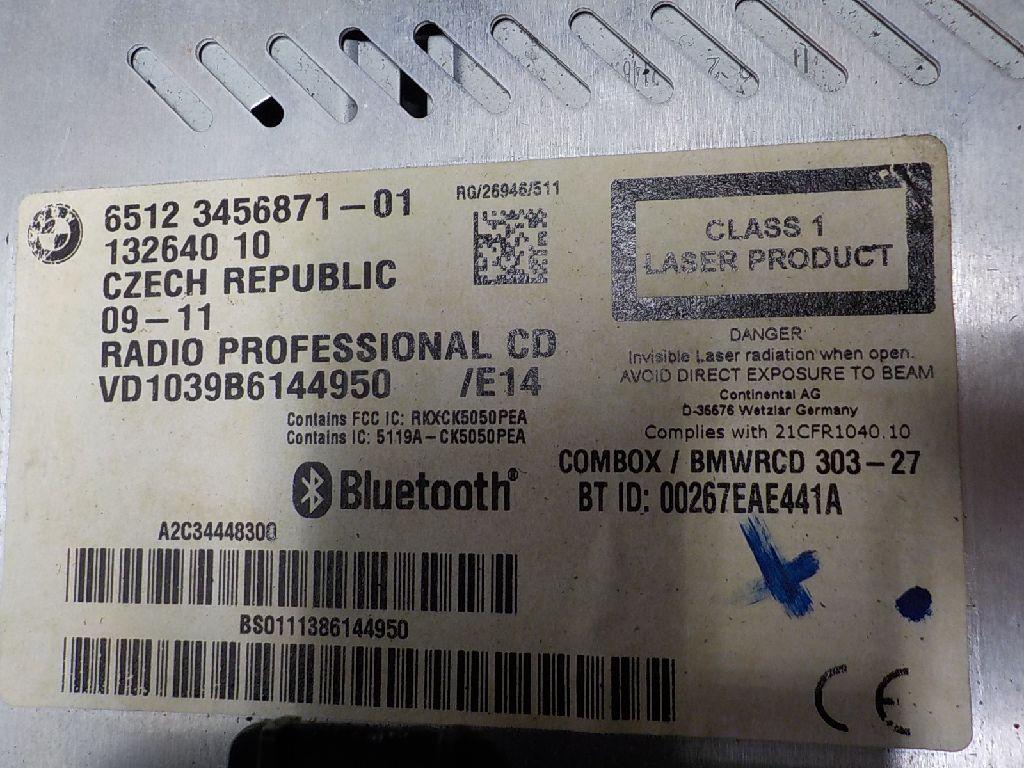 6512 3456871-01
132640 10
CZECH REPUBLIC
09-11
RADIO PROFESSIONAL CD
VD1039B6144950 /E14
RG/26946/511
CLASS 1
LASER PRODUCT
DANGER
Invisible Laser radiation when open.
AVOID DIRECT EXPOSURE TO BEAM
Continental AG
D-35576 Wetzlar Germany
Complies with 21CFR1040.10
Contains FCC IC: RKXCK5050PEA
Contains IC: 5119A-CK5050PEA
COMBOX / BMWRCD 303-27
BT ID: 00267EAE441A
Bluetooth®
A2C34448300
BS0111386144950
CE